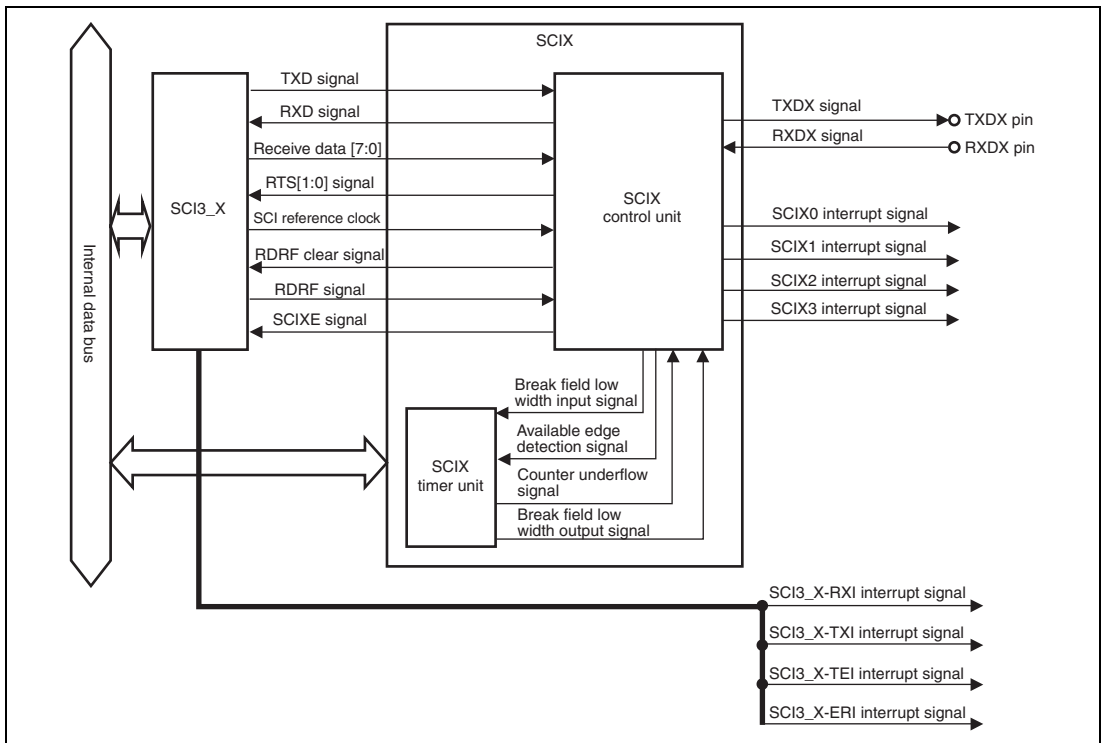 SCIX
TXD signal
RXD signal
Receive data [7:0]
RTS[1:0] signal
SCI reference clock
RDRF clear signal
RDRF signal
SCIXE signal
SCI3_X
Internal data bus
SCIX
control unit
TXDX signal
TXDX pin
RXDX signal
RXDX pin
SCIX0 interrupt signal
SCIX1 interrupt signal
SCIX2 interrupt signal
SCIX3 interrupt signal
Break field low
width input signal
Available edge
detection signal
Counter underflow
signal
Break field low
width output signal
SCIX
timer unit
SCI3_X-RXI interrupt signal
SCI3_X-TXI interrupt signal
SCI3_X-TEI interrupt signal
SCI3_X-ERI interrupt signal